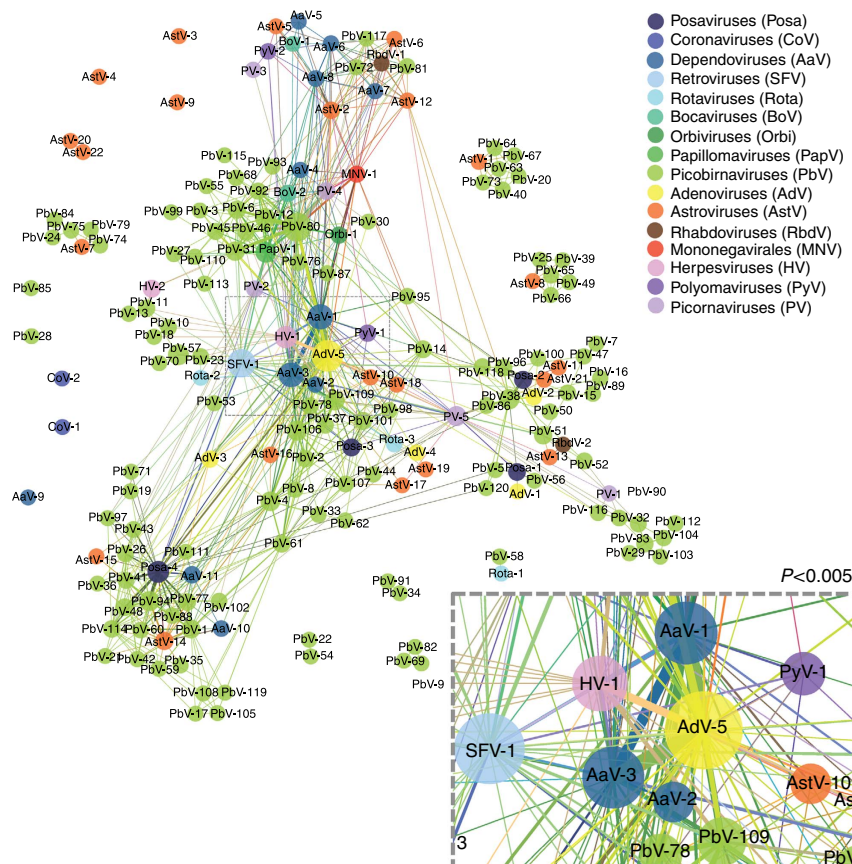 AaV-5
AstV-5
BoV-1
AaV-6
PbV-117
AstV-3
PyV-2
RbdV-1
AstV-6
PV-3
AaV-8
PbV-72
PbV-81
AstV-4
AaV-7
AstV-9
AstV-2
AstV-12
AstV-20
AstV-22
PbV-115
PbV-93
PbV-68
AaV-4
MNV-1
PbV-55
PbV-92
BoV-2
PV-4
PbV-64
AstV-1
PbV-67
PbV-63
PbV-73
PbV-20
PbV-40
PbV-84
PbV-79
PbV-75
PbV-24
PbV-74
AstV-7
PbV-99
PbV-3
PbV-6
PbV-12
PbV-45
PbV-46
PbV-80
PbV-30
Orbi-1
PbV-27
PbV-31
PapV-1
PbV-110
PbV-76
PbV-87
PbV-25
PbV-39
PbV-65
AstV-8
PbV-49
PbV-66
PbV-85
HV-2
PbV-113
PV-2
PbV-11
PbV-13
PbV-95
PbV-10
PbV-18
AaV-1
PyV-1
PbV-28
HV-1
AdV-5
PbV-57
PbV-70
PbV-23
SFV-1
PbV-14
CoV-2
Rota-2
AaV-3
AaV-2
AstV-10
AstV-18
PbV-7
PbV-100
PbV-47
PbV-96
AstV-11
PbV-118
Posa-2
AstV-21
PbV-16
AdV-2
PbV-15
PbV-89
PbV-38
PbV-86
PbV-50
PbV-53
PbV-78
PbV-109
PbV-37
PbV-98
PbV-101
PV-5
CoV-1
PbV-106
PbV-51
RbdV-2
AstV-13
PbV-52
AdV-3
AstV-16
PbV-2
Posa-3
Rota-3
AdV-4
AstV-19
PbV-44
AstV-17
PbV-5
Posa-1
PbV-56
PbV-120
AdV-1
PV-1
PbV-90
PbV-71
PbV-19
AaV-9
PbV-8
PbV-107
PbV-4
PbV-33
PbV-62
PbV-116
PbV-32
PbV-112
PbV-83
PbV-104
PbV-29
PbV-103
PbV-97
PbV-43
PbV-61
PbV-26
PbV-111
AstV-15
Posa-4
PbV-41
AaV-11
PbV-36
PbV-58
Rota-1
PbV-91
PbV-34
PbV-94
PbV-77
PbV-48
PbV-102
PbV-88
PbV-114
PbV-60
PbV-1
AaV-10
AstV-14
PbV-21
PbV-42
PbV-35
PbV-59
PbV-22
PbV-54
PbV-82
PbV-69
PbV-9
PbV-108
PbV-119
PbV-17
PbV-105
Posaviruses (Posa)
Coronaviruses (CoV)
Dependoviruses (AaV)
Retroviruses (SFV)
Rotaviruses (Rota)
Bocaviruses (BoV)
Orbiviruses (Orbi)
Papillomaviruses (PapV)
Picobirnaviruses (PbV)
Adenoviruses (AdV)
Astroviruses (AstV)
Rhabdoviruses (RbdV)
Mononegavirales (MNV)
Herpesviruses (HV)
Polyomaviruses (PyV)
Picornaviruses (PV)
P<0.005
AaV-1
HV-1
PyV-1
AdV-5
SFV-1
AaV-3
AstV-10
AaV-2
Ast
3
PbV-78
PbV-109
PbV